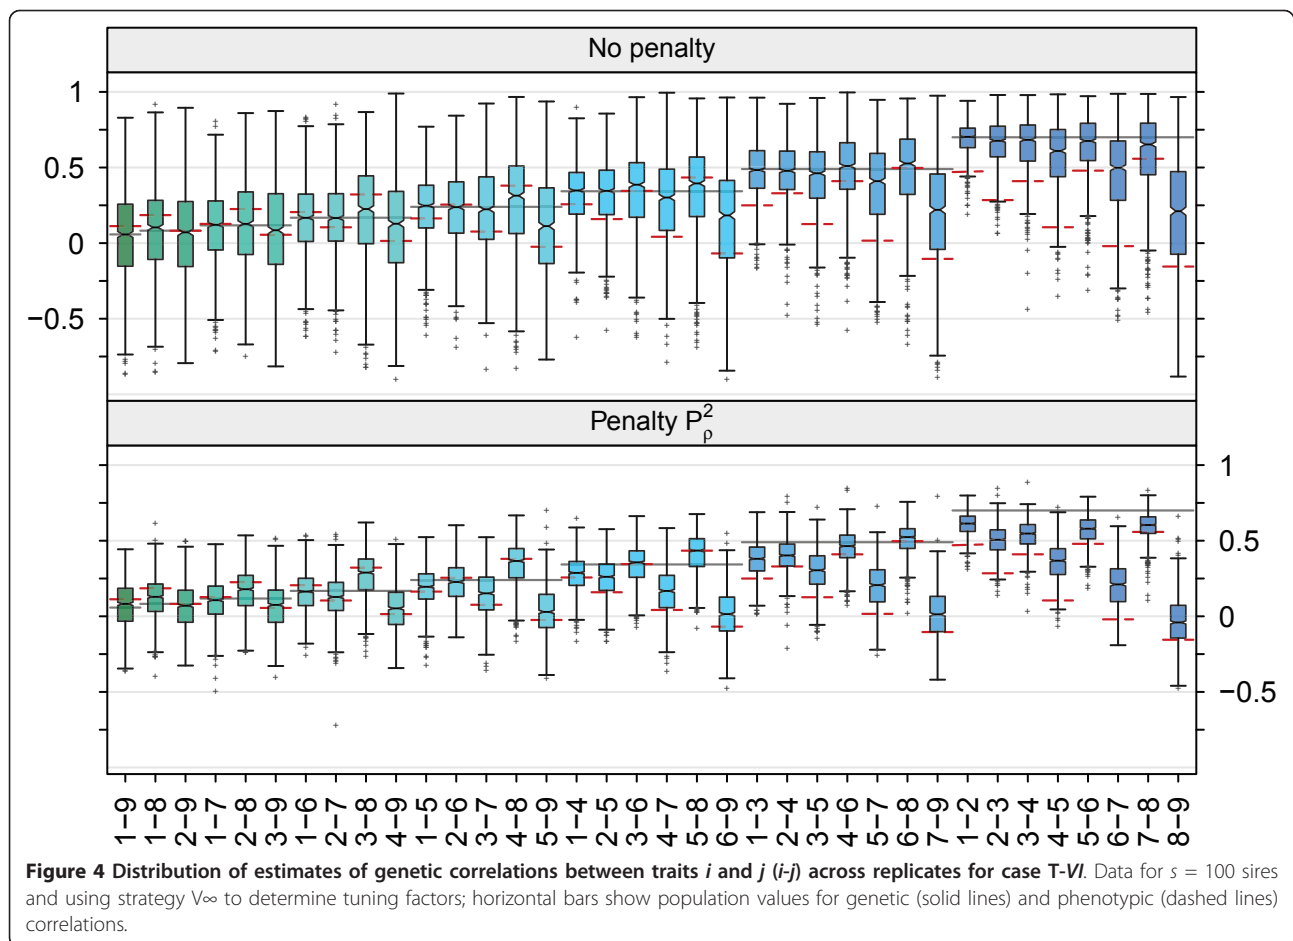 No penalty
1
0.5
0
−0.5
Penalty P²ρ
1
0.5
0
−0.5
1−9 1−8 2−9 1−7 2−8 3−9 1−6 2−7 3−8 4−9 1−5 2−6 3−7 4−8 5−9 1−4 2−5 3−6 4−7 5−8 6−9 1−3 2−4 3−5 4−6 5−7 6−8 7−9 1−2 2−3 3−4 4−5 5−6 6−7 7−8 8−9
Figure 4 Distribution of estimates of genetic correlations between traits i and j (i-j) across replicates for case T-VI. Data for s = 100 sires
and using strategy V∞ to determine tuning factors; horizontal bars show population values for genetic (solid lines) and phenotypic (dashed lines)
correlations.